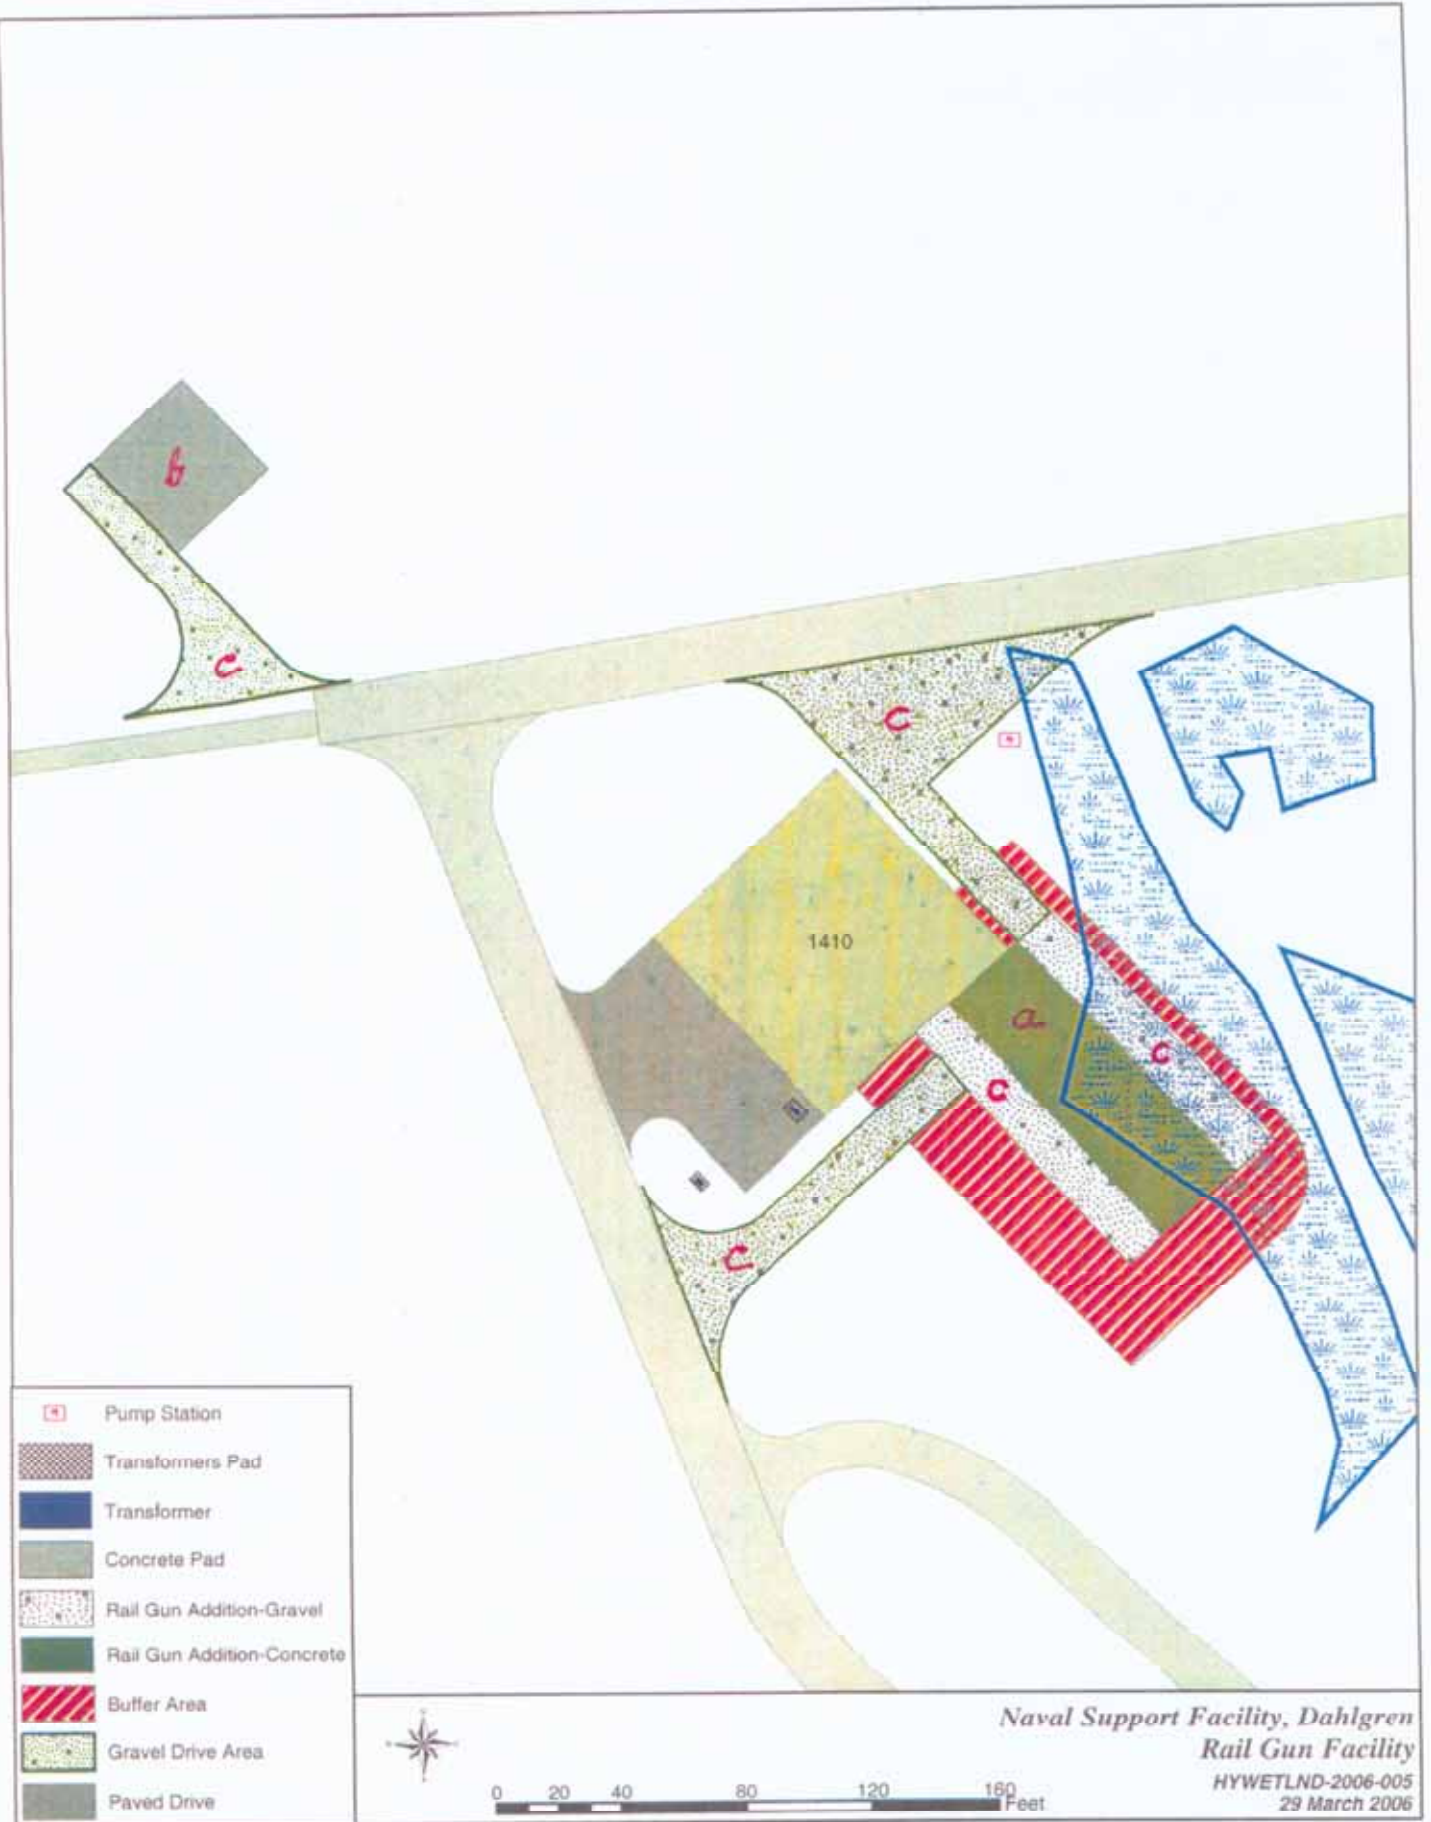 b
c
c
1410
a
c
c
c
Pump Station
Transformers Pad
Transformer
Concrete Pad
Rail Gun Addition-Gravel
Rail Gun Addition-Concrete
Buffer Area
Gravel Drive Area
Paved Drive
Naval Support Facility, Dahlgren
Rail Gun Facility
HYWETLND-2006-005
29 March 2006
0 20 40 80 120 160
Feet